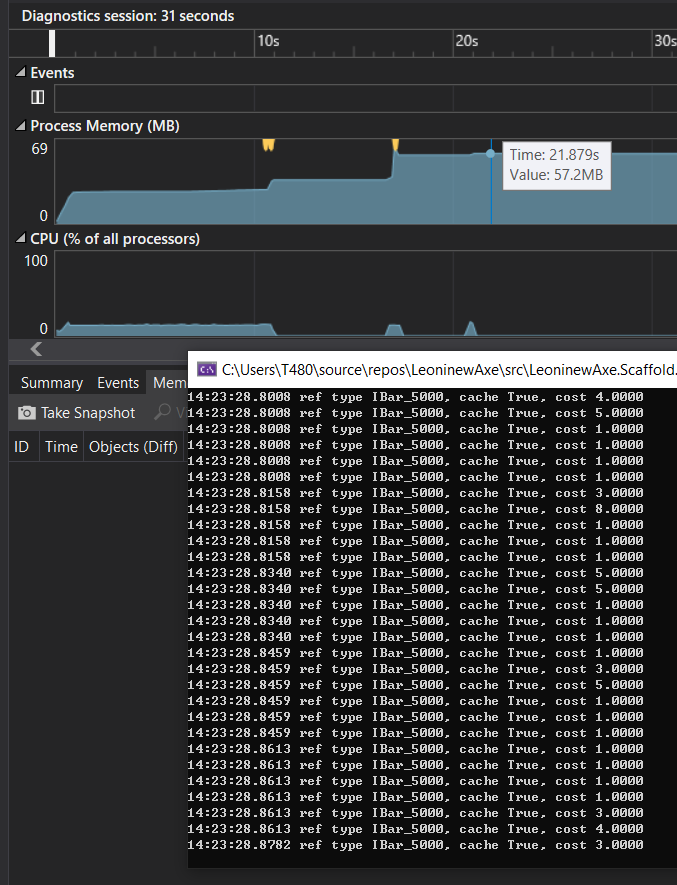 Diagnostics session: 31 seconds
10s 20s 30s
Events
Process Memory (MB)
69
Time: 21.879s
Value: 57.2MB
0
CPU (% of all processors)
100
0
C:\Users\T480\source\repos\LeoninewAxe\src\LeoninewAxe.Scaffold.
Summary Events Mem
Take Snapshot V
ID Time Objects (Diff)
14:23:28.8008 ref type IBar_5000, cache True, cost 4.0000
14:23:28.8008 ref type IBar_5000, cache True, cost 5.0000
14:23:28.8008 ref type IBar_5000, cache True, cost 1.0000
14:23:28.8008 ref type IBar_5000, cache True, cost 1.0000
14:23:28.8008 ref type IBar_5000, cache True, cost 1.0000
14:23:28.8008 ref type IBar_5000, cache True, cost 1.0000
14:23:28.8158 ref type IBar_5000, cache True, cost 3.0000
14:23:28.8158 ref type IBar_5000, cache True, cost 8.0000
14:23:28.8158 ref type IBar_5000, cache True, cost 1.0000
14:23:28.8158 ref type IBar_5000, cache True, cost 1.0000
14:23:28.8158 ref type IBar_5000, cache True, cost 1.0000
14:23:28.8340 ref type IBar_5000, cache True, cost 5.0000
14:23:28.8340 ref type IBar_5000, cache True, cost 5.0000
14:23:28.8340 ref type IBar_5000, cache True, cost 1.0000
14:23:28.8340 ref type IBar_5000, cache True, cost 1.0000
14:23:28.8340 ref type IBar_5000, cache True, cost 1.0000
14:23:28.8459 ref type IBar_5000, cache True, cost 1.0000
14:23:28.8459 ref type IBar_5000, cache True, cost 3.0000
14:23:28.8459 ref type IBar_5000, cache True, cost 5.0000
14:23:28.8459 ref type IBar_5000, cache True, cost 1.0000
14:23:28.8459 ref type IBar_5000, cache True, cost 1.0000
14:23:28.8459 ref type IBar_5000, cache True, cost 1.0000
14:23:28.8613 ref type IBar_5000, cache True, cost 1.0000
14:23:28.8613 ref type IBar_5000, cache True, cost 1.0000
14:23:28.8613 ref type IBar_5000, cache True, cost 1.0000
14:23:28.8613 ref type IBar_5000, cache True, cost 1.0000
14:23:28.8613 ref type IBar_5000, cache True, cost 3.0000
14:23:28.8613 ref type IBar_5000, cache True, cost 4.0000
14:23:28.8782 ref type IBar_5000, cache True, cost 3.0000